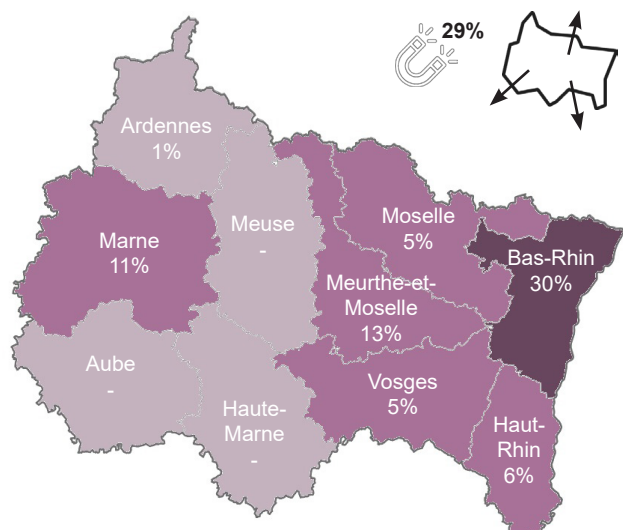 29%
Ardennes
1%
Meuse
-
Moselle
5%
Marne
11%
Bas-Rhin
30%
Meurthe-et-
Moselle
13%
Aube
-
Vosges
5%
Haute-
Marne
-
Haut-
Rhin
6%